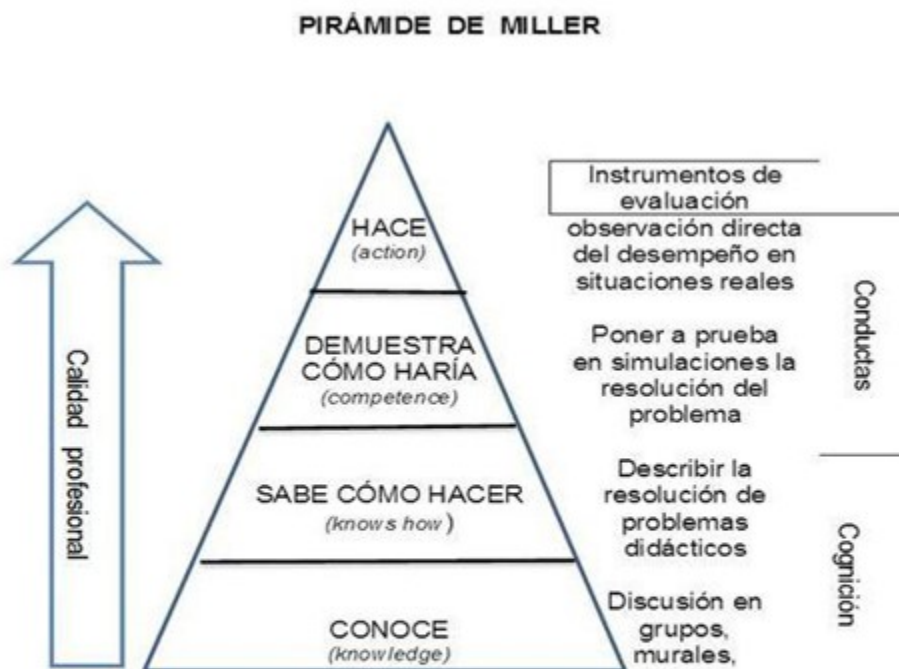 PIRÁMIDE DE MILLER
Calidad profesional
HACE
(action)
DEMUESTRA
CÓMO HARÍA
(competence)
SABE CÓMO HACER
(knows how)
CONOCE
(knowledge)
Instrumentos de
evaluación
observación directa
del desempeño en
situaciones reales
Poner a prueba
en simulaciones la
resolución del
problema
Describir la
resolución de
problemas
didácticos
Discusión en
grupos,
murales,
Conductas
Cognición